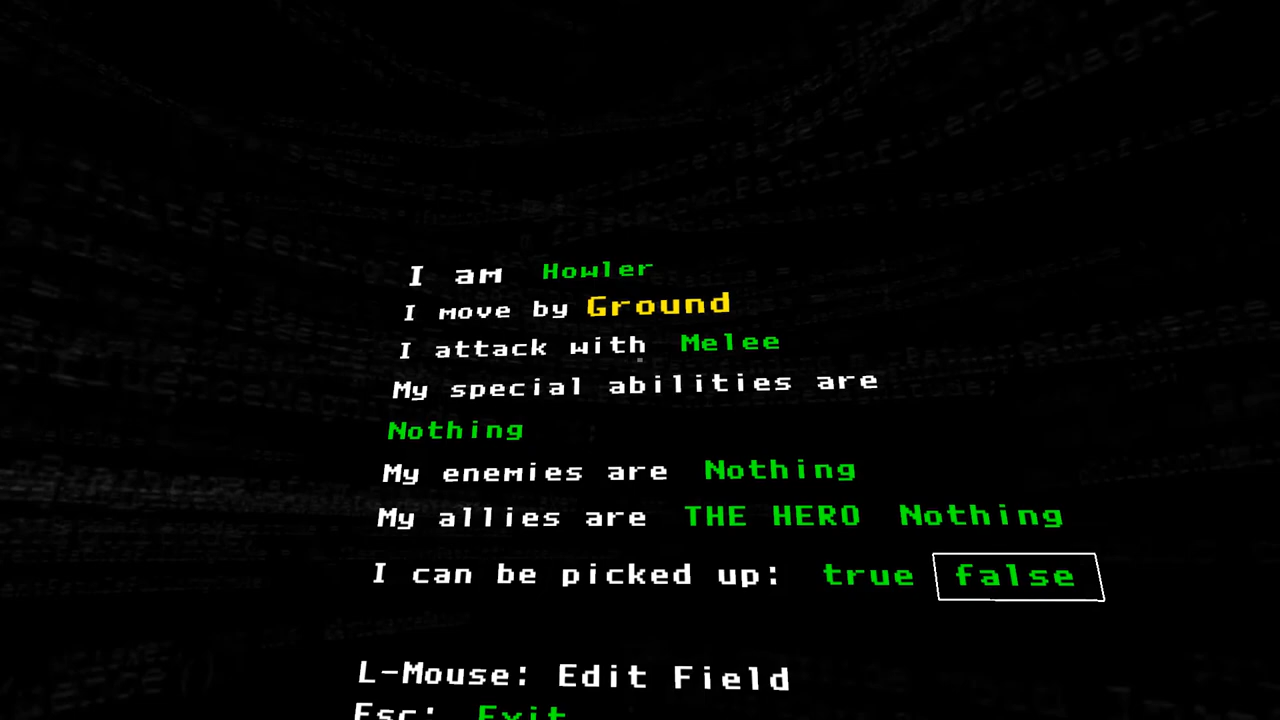 I am Howler
I move by Ground
I attack with Melee
My special abilities are
Nothing
My enemies are Nothing
My allies are THE HERO Nothing
I can be picked up: true false
L-Mouse: Edit Field
Esc: Exit